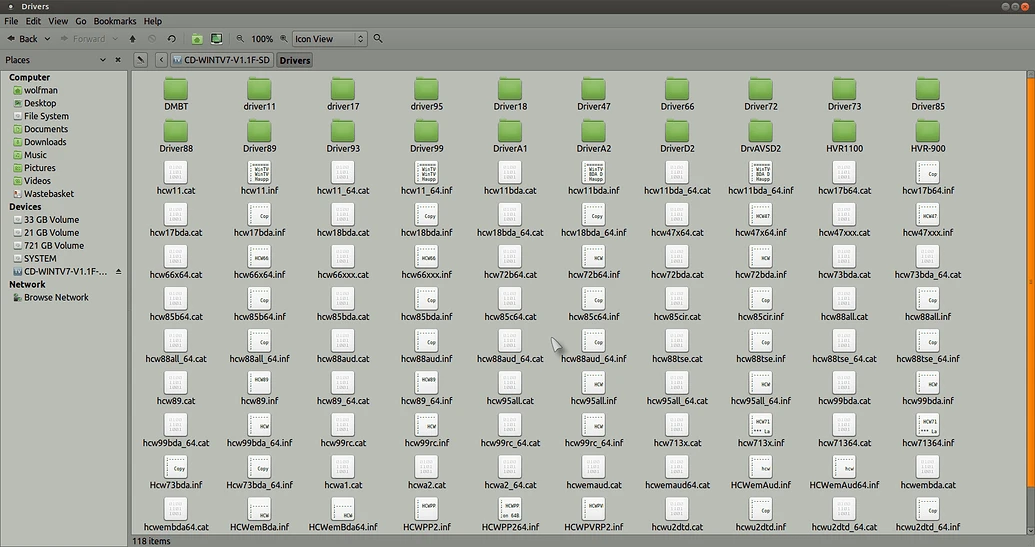 Drivers
File Edit View Go Bookmarks Help
Back Forward 100% Icon View
Places CD-WINTV7-V1.1F-SD Drivers
Computer
wolfman
Desktop
File System
Documents
Downloads
Music
Pictures
Videos
Wastebasket
Devices
33 GB Volume
21 GB Volume
721 GB Volume
SYSTEM
CD-WINTV7-V1.1F-...
Network
Browse Network
DMBT driver11 driver17 driver95 Driver18 Driver47 Driver66 Driver72 Driver73 Driver85
Driver88 Driver89 Driver93 Driver99 DriverA1 DriverA2 DriverD2 DrvAVSD2 HVR1100 HVR-900
hcw11.cat hcw11.inf hcw11_64.cat hcw11_64.inf hcw11bda.cat hcw11bda.inf hcw11bda_64.cat hcw11bda_64.inf hcw17b64.cat hcw17b64.inf
hcw17bda.cat hcw17bda.inf hcw18bda.cat hcw18bda.inf hcw18bda_64.cat hcw18bda_64.inf hcw47x64.cat hcw47x64.inf hcw47xxx.cat hcw47xxx.inf
hcw66x64.cat hcw66x64.inf hcw66xxx.cat hcw66xxx.inf hcw72b64.cat hcw72b64.inf hcw72bda.cat hcw72bda.inf hcw73bda.cat hcw73bda_64.cat
hcw85b64.cat hcw85b64.inf hcw85bda.cat hcw85bda.inf hcw85c64.cat hcw85c64.inf hcw85cir.cat hcw85cir.inf hcw88all.cat hcw88all.inf
hcw88all_64.cat hcw88all_64.inf hcw88aud.cat hcw88aud.inf hcw88aud_64.cat hcw88aud_64.inf hcw88tse.cat hcw88tse.inf hcw88tse_64.cat hcw88tse_64.inf
hcw89.cat hcw89.inf hcw89_64.cat hcw89_64.inf hcw95all.cat hcw95all.inf hcw95all_64.cat hcw95all_64.inf hcw99bda.cat hcw99bda.inf
hcw99bda_64.cat hcw99bda_64.inf hcw99rc.cat hcw99rc.inf hcw99rc_64.cat hcw99rc_64.inf hcw713x.cat hcw713x.inf hcw71364.cat hcw71364.inf
Hcw73bda.inf Hcw73bda_64.inf hcwa1.cat hcwa2.cat hcwa2_64.cat hcwemaud.cat hcwemaud64.cat HCWEmAud.inf HCWEmAud64.inf hcwembda.cat
hcwembda64.cat HCWEmBda.inf HCWEmBda64.inf HCWPP2.inf HCWPP264.inf HCWPVRP2.inf hcwu2dtd.cat hcwu2dtd.inf hcwu2dtd_64.cat hcwu2dtd_64.inf
118 items